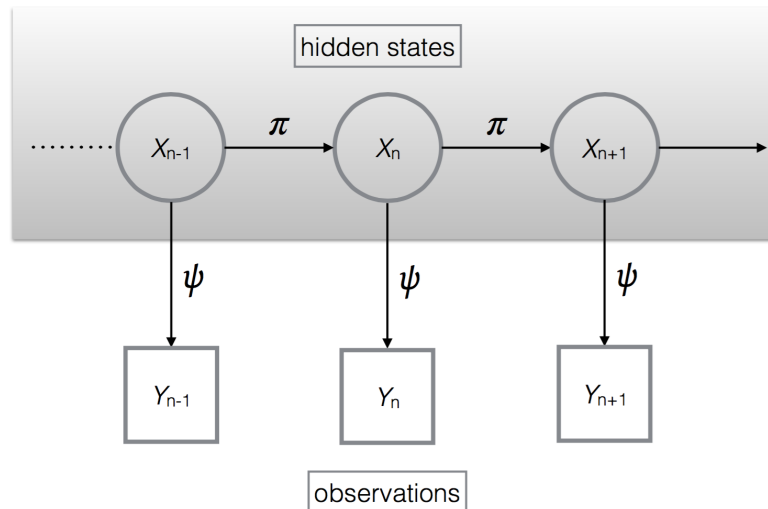 hidden states
π π
Xn-1 Xn Xn+1
ψ ψ ψ
Yn-1 Yn Yn+1
observations